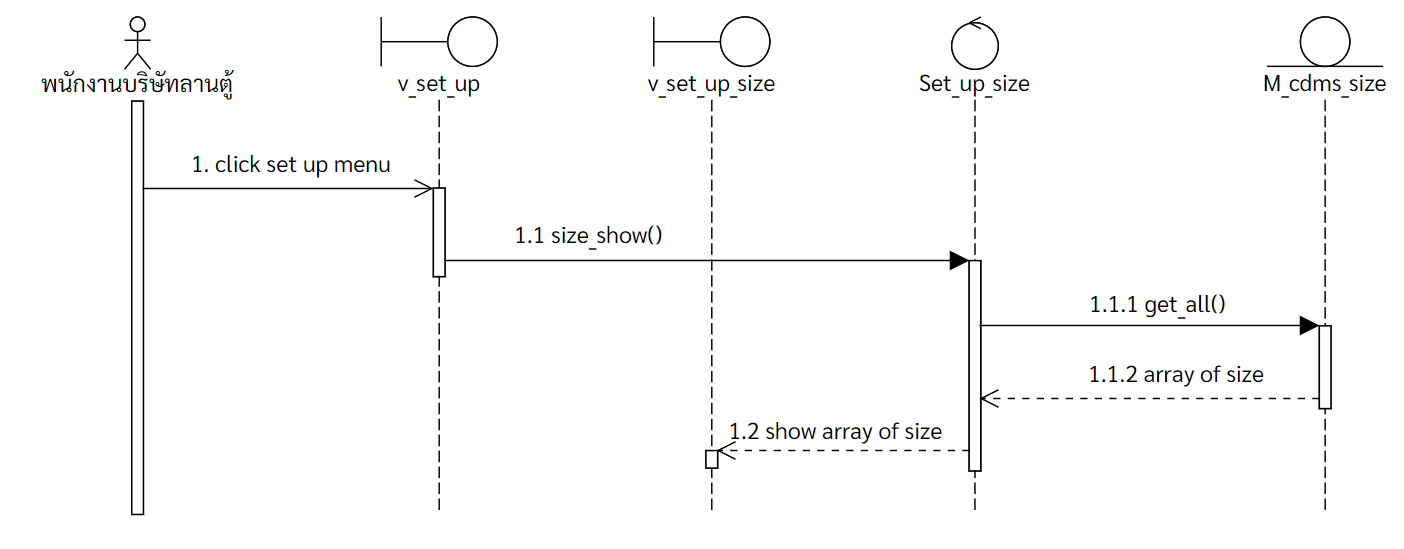 พนักงานบริษัทลานตู้
v_set_up
v_set_up_size
Set_up_size
M_cdms_size
1. click set up menu
1.1 size_show()
1.1.1 get_all()
1.1.2 array of size
1.2 show array of size